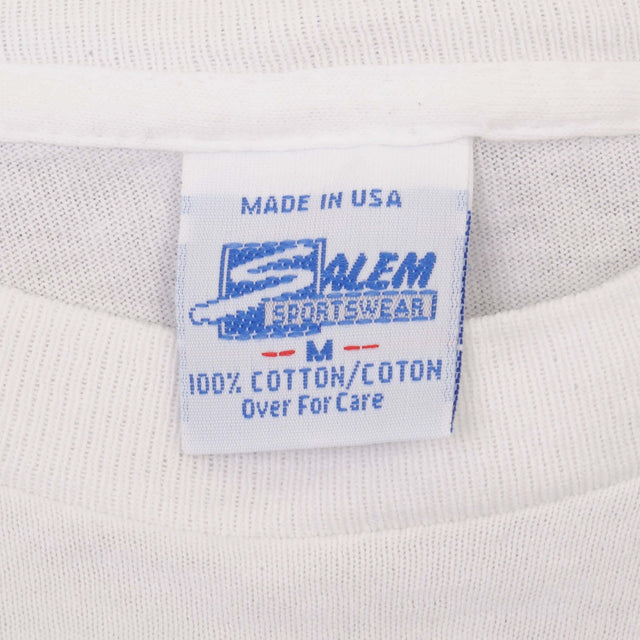 MADE IN USA
SALEM
SPORTSWEAR
-- M --
100% COTTON/COTON
Over For Care